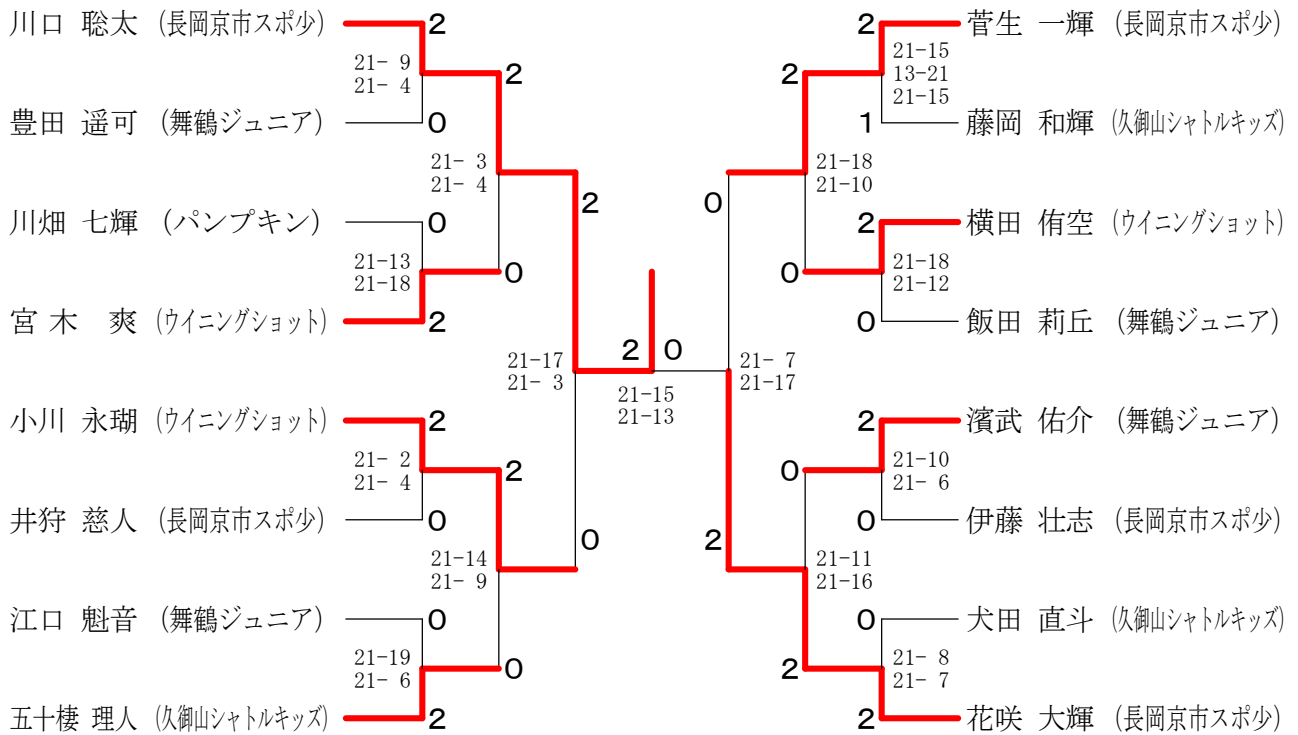 川口 聡太 (長岡京市スポ少) 2 2 菅生 一輝 (長岡京市スポ少)
21- 9 21-15
21- 4 2 2 13-21
21-15
豊田 遥可 (舞鶴ジュニア) 0 1 藤岡 和輝 (久御山シャトルキッズ)
21- 3 21-18
21- 4 21-10
2 0
川畑 七輝 (パンプキン) 0 2 横田 侑空 (ウイニングショット)
21-13 21-18
21-18 0 0 21-12
宮木 爽 (ウイニングショット) 2 0 飯田 莉丘 (舞鶴ジュニア)
21-17 2 0 21- 7
21- 3 21-17
21-15
21-13
小川 永瑚 (ウイニングショット) 2 2 濱武 佑介 (舞鶴ジュニア)
21- 2 21-10
21- 4 2 0 21- 6
井狩 慈人 (長岡京市スポ少) 0 0 伊藤 壮志 (長岡京市スポ少)
0 2
21-14 21-11
21- 9 21-16
江口 魁音 (舞鶴ジュニア) 0 0 犬田 直斗 (久御山シャトルキッズ)
21-19 21- 8
21- 6 0 2 21- 7
五十棲 理人 (久御山シャトルキッズ) 2 2 花咲 大輝 (長岡京市スポ少)